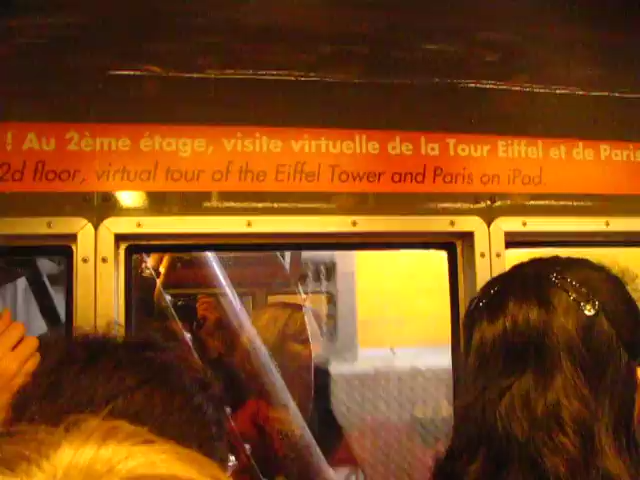 ! Au 2ème étage, visite virtuelle de la Tour Eiffel et de Paris
2d floor, virtual tour of the Eiffel Tower and Paris on iPad.